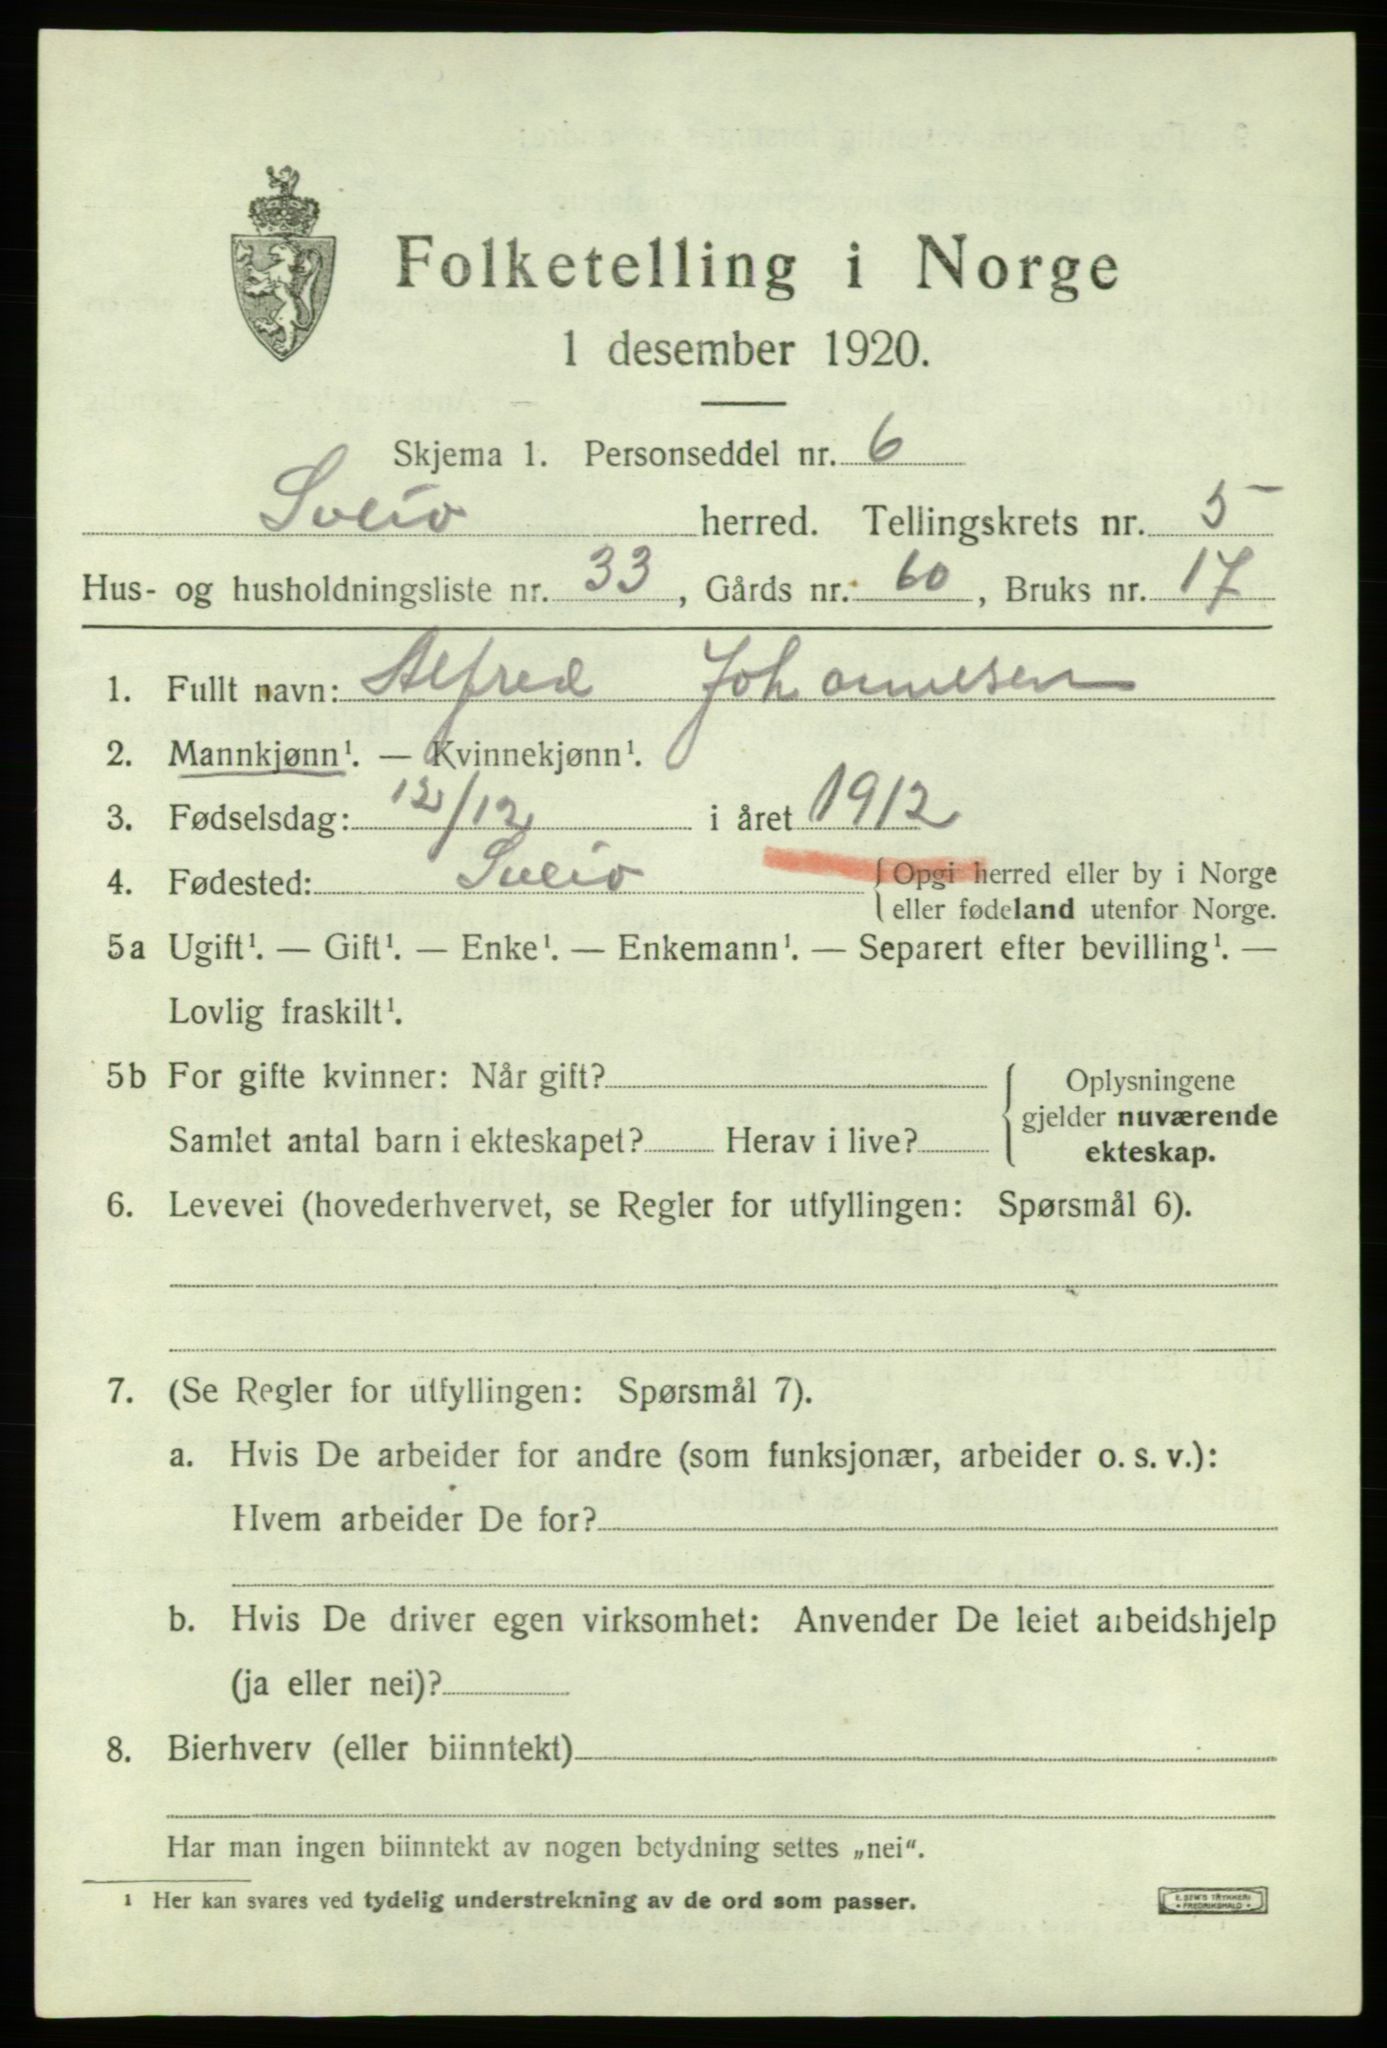 Folketelling i Norge
1 desember 1920.
Skjema 1. Personseddel nr. 6
Sveio herred. Tellingskrets nr. 5
Hus- og husholdningsliste nr. 33, Gårds nr. 60, Bruks nr. 17
1. Fullt navn: Alfred Johannesen
2. Mannkjønn¹. — Kvinnekjønn¹.
3. Fødselsdag: 12/12 i året 1912
4. Fødested: Sveio { Opgi herred eller by i Norge
eller fødeland utenfor Norge.
5a Ugift¹. — Gift¹. — Enke¹. — Enkemann¹. — Separert efter bevilling¹. —
Lovlig fraskilt¹.
5b For gifte kvinner: Når gift? { Oplysningene
gjelder nuværende
Samlet antal barn i ekteskapet? Herav i live? ekteskap.
6. Levevei (hovederhvervet, se Regler for utfyllingen: Spørsmål 6).
7. (Se Regler for utfyllingen: Spørsmål 7).
a. Hvis De arbeider for andre (som funksjonær, arbeider o. s. v.):
Hvem arbeider De for?
b. Hvis De driver egen virksomhet: Anvender De leiet arbeidshjelp
(ja eller nei)?
8. Bierhverv (eller biinntekt)
Har man ingen biinntekt av nogen betydning settes „nei“.
¹ Her kan svares ved tydelig understrekning av de ord som passer.
E. SEM'S TRYKKERI
• FREDRIKSHALD •